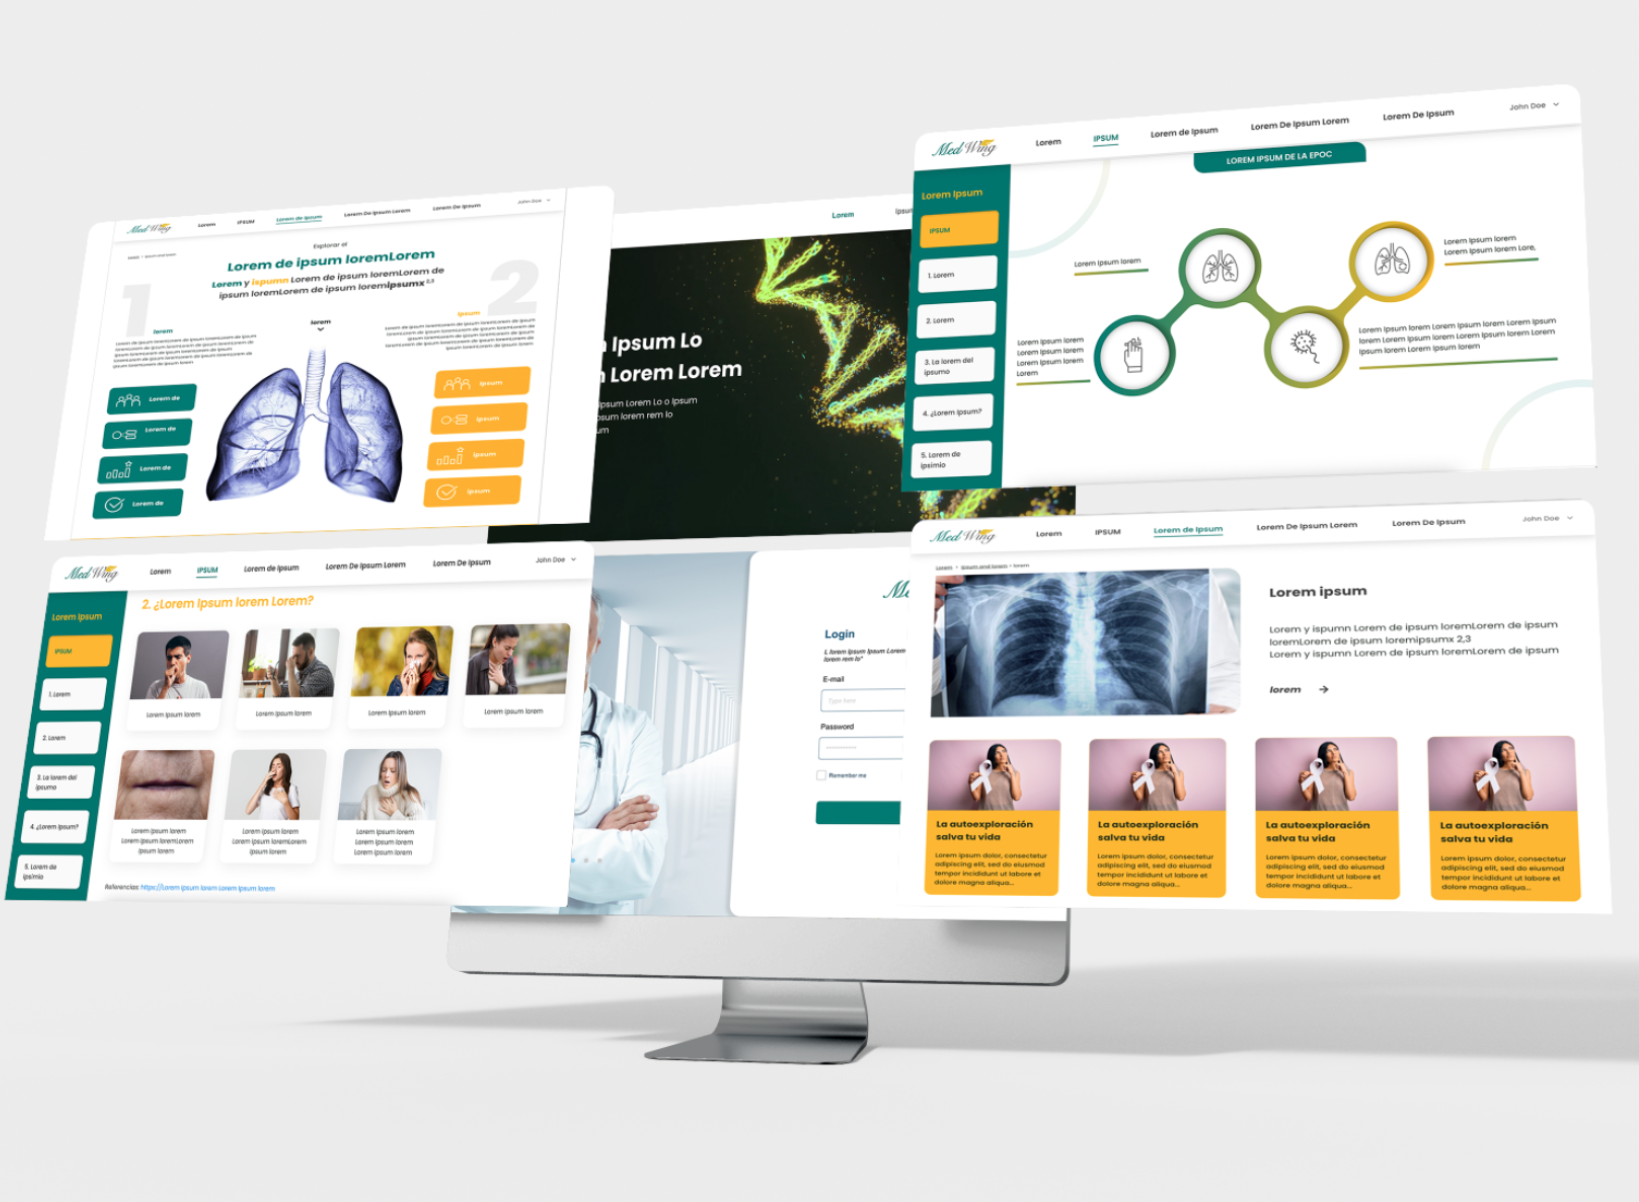 Med Wing
Lorem
IPSUM
Lorem de Ipsum
Lorem De Ipsum Lorem
Lorem De Ipsum
John Doe
Explorar el
Lorem de ipsum loremLorem
Lorem y ispumn Lorem de ipsum loremLorem de
ipsum loremLorem de ipsum loremipsumx 2,3
1
lorem
lorem
2
Ipsum
Lorem de
Lorem de
Lorem de
Lorem de
Ipsum
Ipsum
Ipsum
Ipsum
Lorem
Ipsum Lo
Lorem Lorem
psum Lorem Lo o Ipsum
psum lorem rem lo
um
Med Wing
Lorem
IPSUM
Lorem de Ipsum
Lorem De Ipsum Lorem
Lorem De Ipsum
John Doe
LOREM IPSUM DE LA EPOC
Lorem Ipsum
IPSUM
1. Lorem
2. Lorem
3. La lorem del
ipsumo
4. ¿Lorem Ipsum?
5. Lorem de
ipsimio
Lorem ipsum lorem
Lorem ipsum lorem
Lorem ipsum lorem Lore,
Lorem ipsum lorem
Lorem ipsum lorem
Lorem ipsum lorem
Lorem
Lorem ipsum lorem Lorem ipsum lorem Lorem ipsum
lorem Lorem ipsum lorem Lorem ipsum lorem Lorem
ipsum lorem Lorem ipsum lorem
Med Wing
Lorem
IPSUM
Lorem de Ipsum
Lorem De Ipsum Lorem
Lorem De Ipsum
John Doe
Lorem Ipsum
IPSUM
1. Lorem
2. Lorem
3. La lorem del
ipsumo
4. ¿Lorem Ipsum?
5. Lorem de
ipsimio
2. ¿Lorem Ipsum lorem Lorem?
Lorem ipsum lorem
Lorem ipsum lorem
Lorem ipsum lorem
Lorem ipsum lorem
Lorem ipsum lorem
Lorem ipsum loremLorem
ipsum lorem
Lorem ipsum lorem
Lorem ipsum loremLorem
ipsum lorem
Lorem ipsum lorem
Lorem ipsum lorem
Lorem ipsum lorem
Referencias: https://Lorem ipsum lorem Lorem ipsum lorem
Login
L lorem ipsum Ipsum Lorem
lorem rem lo"
E-mail
Type here
Password
Remember me
Med Wing
Lorem
IPSUM
Lorem de Ipsum
Lorem De Ipsum Lorem
Lorem De Ipsum
John Doe
Lorem > Ipsum and lorem > lorem
Lorem ipsum
Lorem y ispumn Lorem de ipsum loremLorem de ipsum
loremLorem de ipsum loremipsumx 2,3
Lorem y ispumn Lorem de ipsum loremLorem de ipsum
lorem
La autoexploración
salva tu vida
Lorem ipsum dolor, consectetur
adipiscing elit, sed do eiusmod
tempor incididunt ut labore et
dolore magna aliqua...
La autoexploración
salva tu vida
Lorem ipsum dolor, consectetur
adipiscing elit, sed do eiusmod
tempor incididunt ut labore et
dolore magna aliqua...
La autoexploración
salva tu vida
Lorem ipsum dolor, consectetur
adipiscing elit, sed do eiusmod
tempor incididunt ut labore et
dolore magna aliqua...
La autoexploración
salva tu vida
Lorem ipsum dolor, consectetur
adipiscing elit, sed do eiusmod
tempor incididunt ut labore et
dolore magna aliqua...